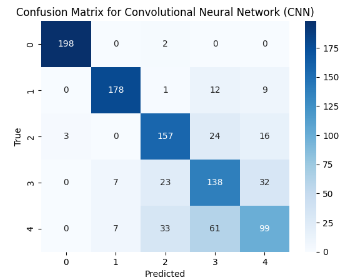 Confusion Matrix for Convolutional Neural Network (CNN)
0 198 0 2 0 0
1 0 178 1 12 9
2 3 0 157 24 16
3 0 7 23 138 32
4 0 7 33 61 99
0 1 2 3 4
True
Predicted
175
150
125
100
75
50
25
0